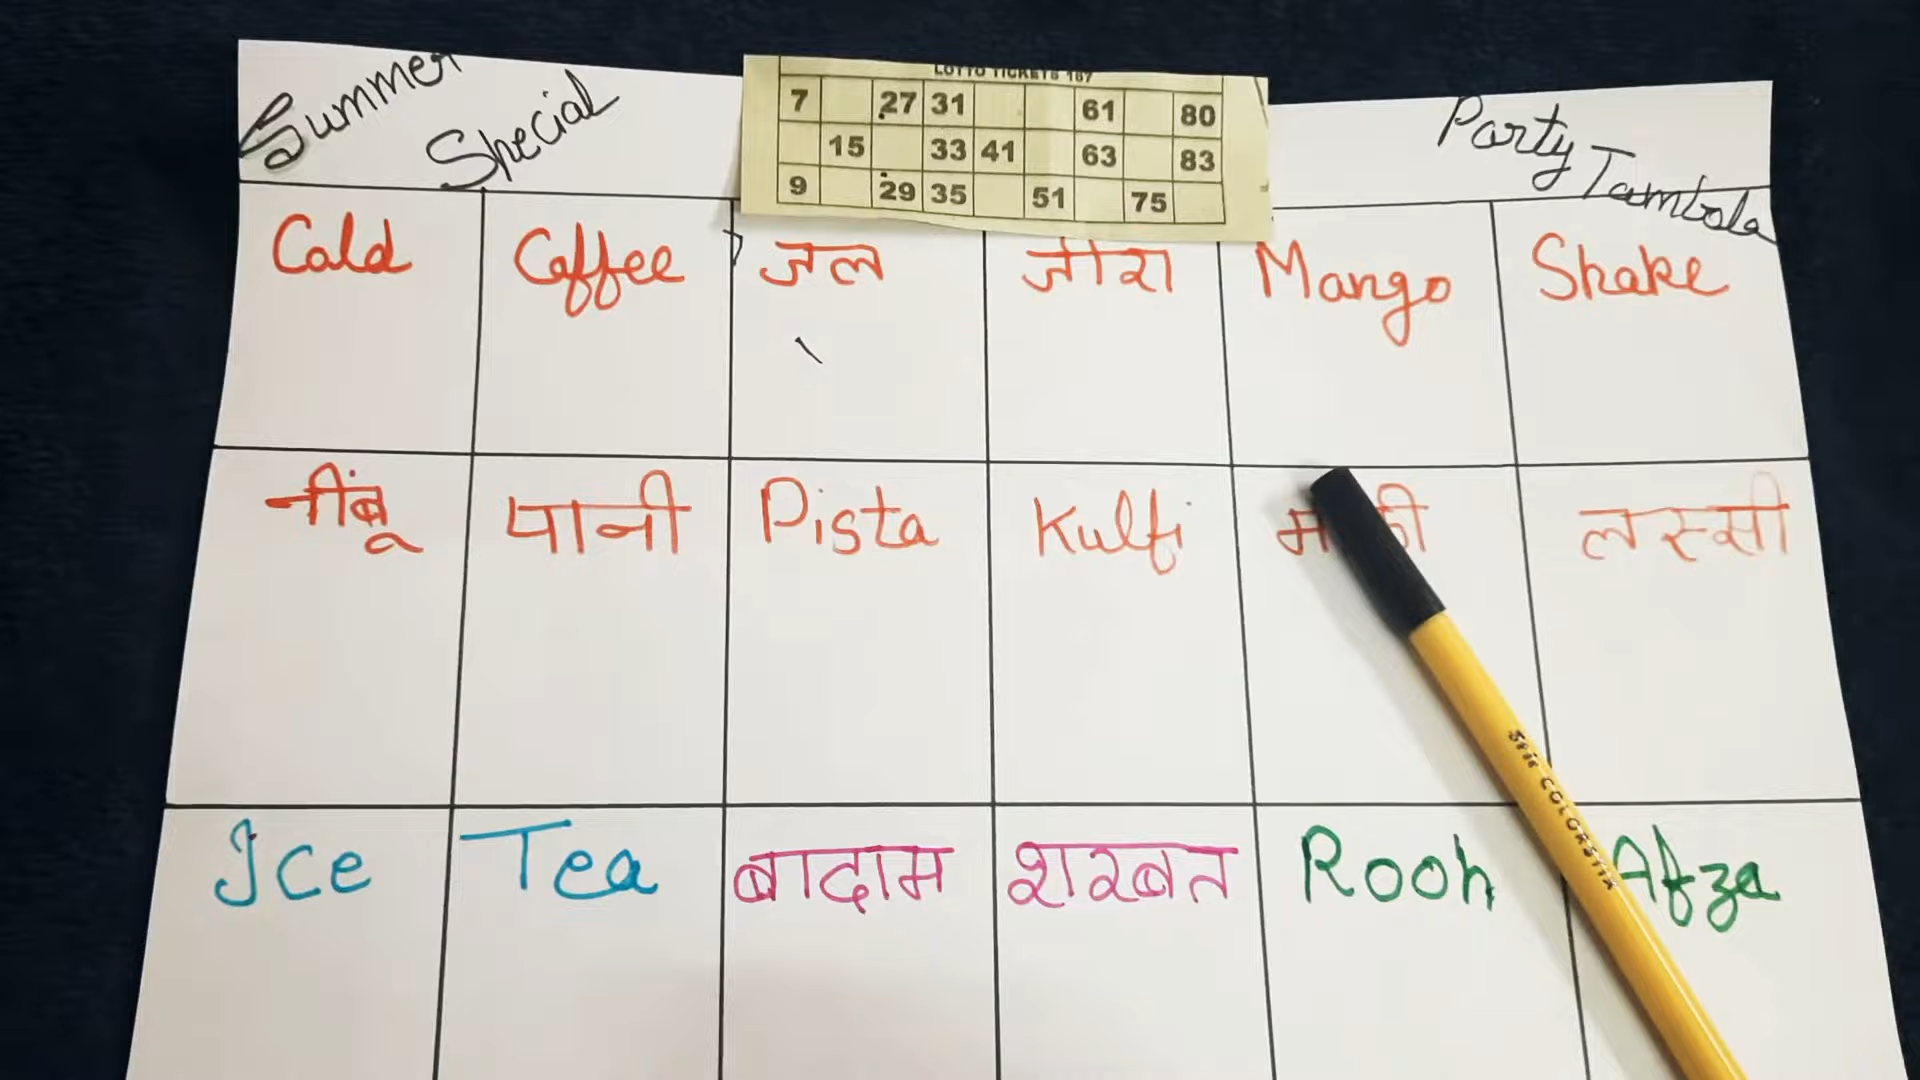 Summer
Special
LOTTO TICKETS 167
7 27 31 61 80
15 33 41 63 83
9 29 35 51 75
Party
Tambola
Cold Coffee जल जीरा Mango Shake
नींबू पानी Pista Kulfi लस्सी
Ice Tea बादाम शरबत Rooh Afza
COLORSTIX